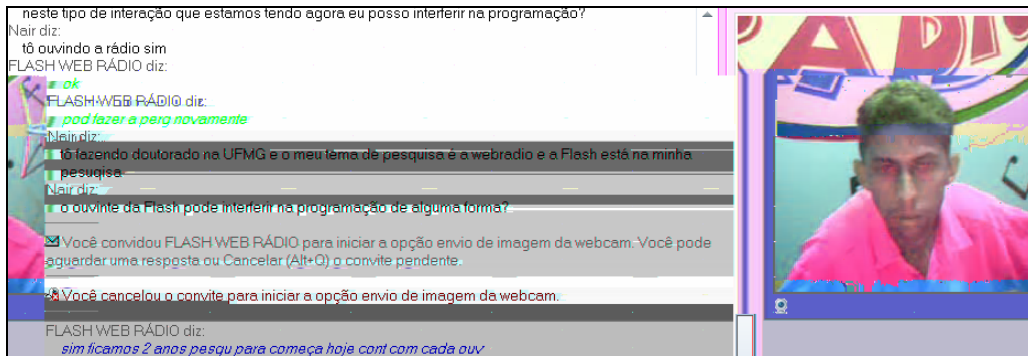 neste tipo de interação que estamos tendo agora eu posso interferir na programação?
Nair diz:
tô ouvindo a rádio sim
FLASH WEB RÁDIO diz:
ok
FLASH WEB RÁDIO diz:
pod fazer a perg novamente
Nair diz:
tô fazendo doutorado na UFMG e o meu tema de pesquisa é a webradio e a Flash está na minha
pesuqisa
Nair diz:
o ouvinte da Flash pode interferir na programação de alguma forma?
Você convidou FLASH WEB RÁDIO para iniciar a opção envio de imagem da webcam. Você pode
aguardar uma resposta ou Cancelar (Alt+Q) o convite pendente.
Você cancelou o convite para iniciar a opção envio de imagem da webcam.
FLASH WEB RÁDIO diz:
sim ficamos 2 anos pesqu para começa hoje cont com cada ouv